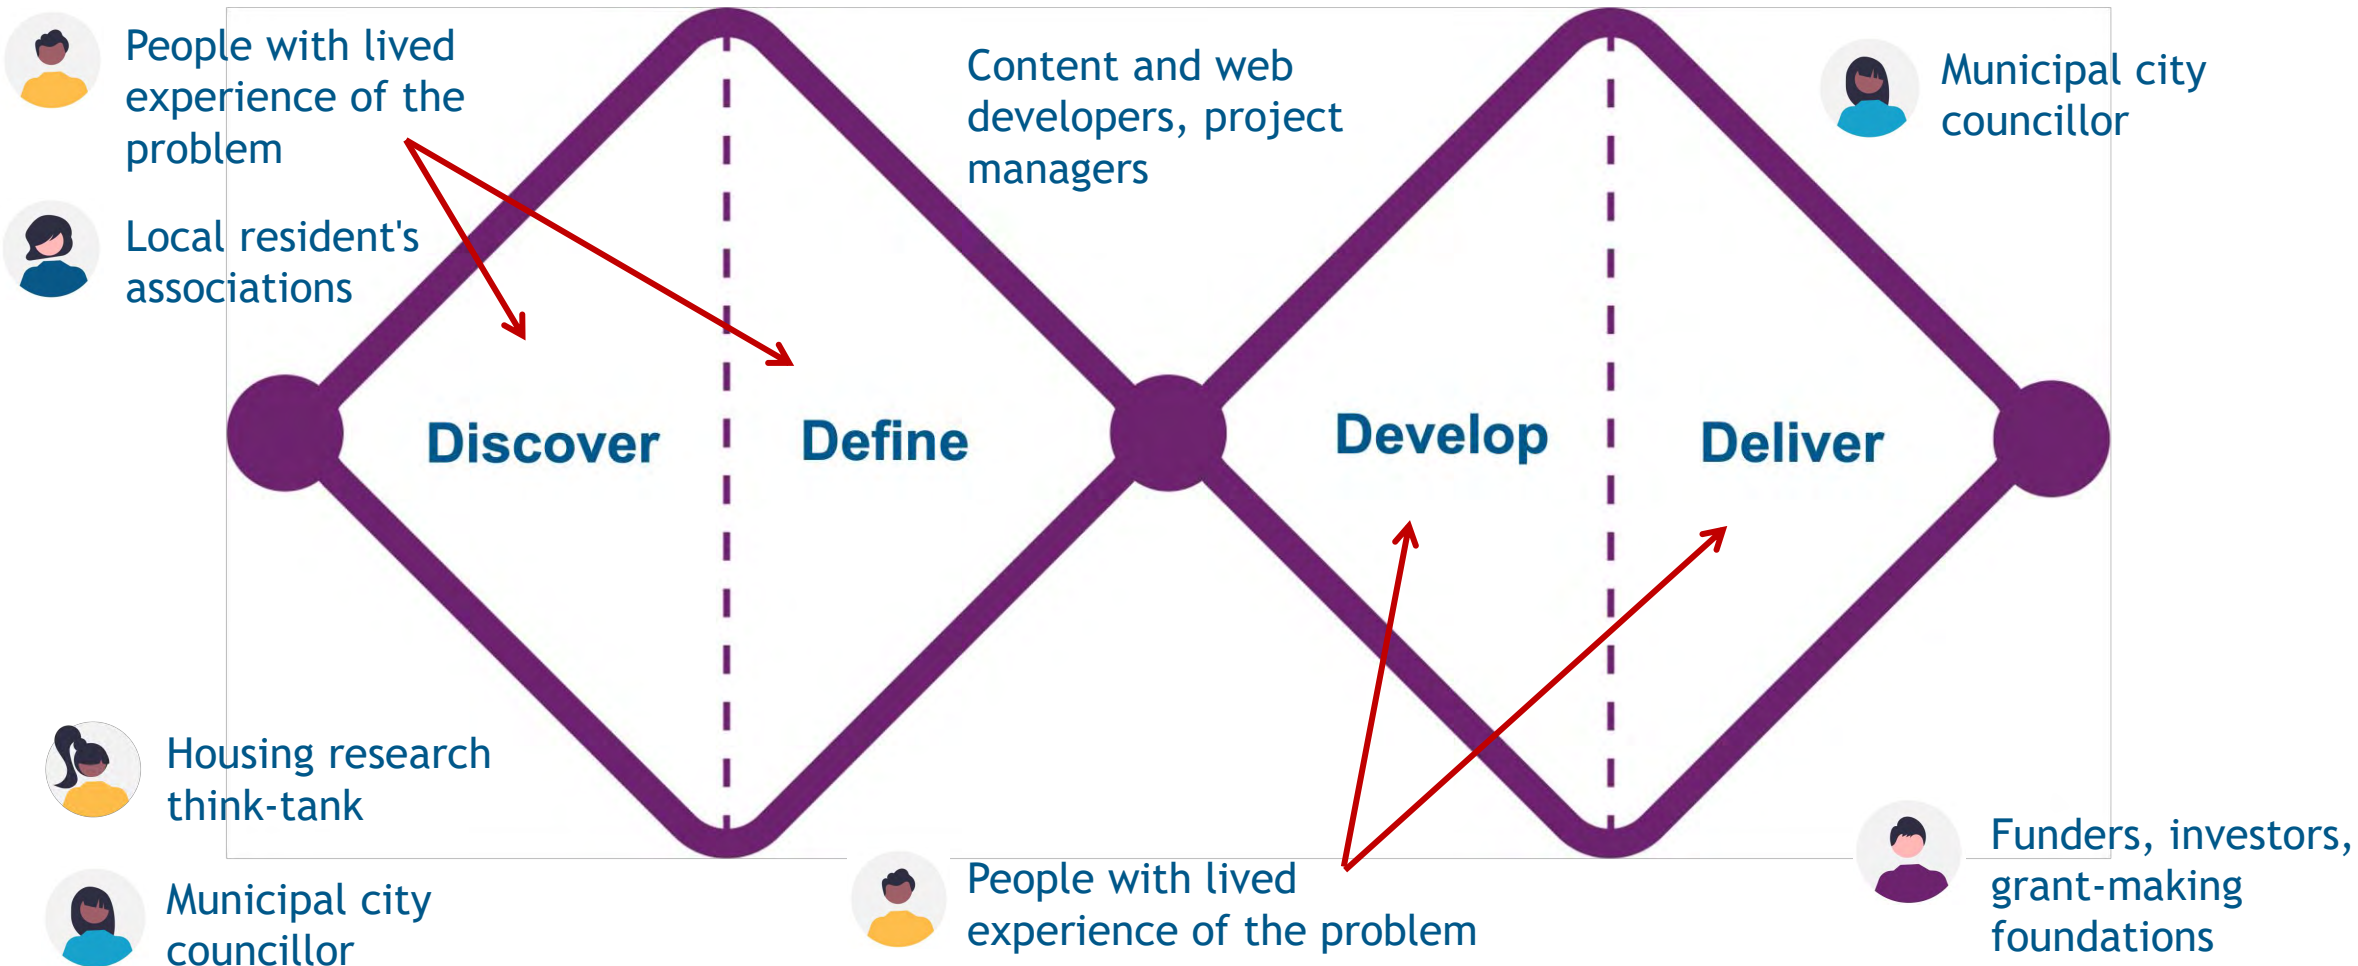 People with lived
experience of the
problem
Local resident's
associations
Content and web
developers, project
managers
Municipal city
councillor
Discover
Define
Develop
Deliver
Housing research
think-tank
Municipal city
councillor
People with lived
experience of the problem
Funders, investors,
grant-making
foundations